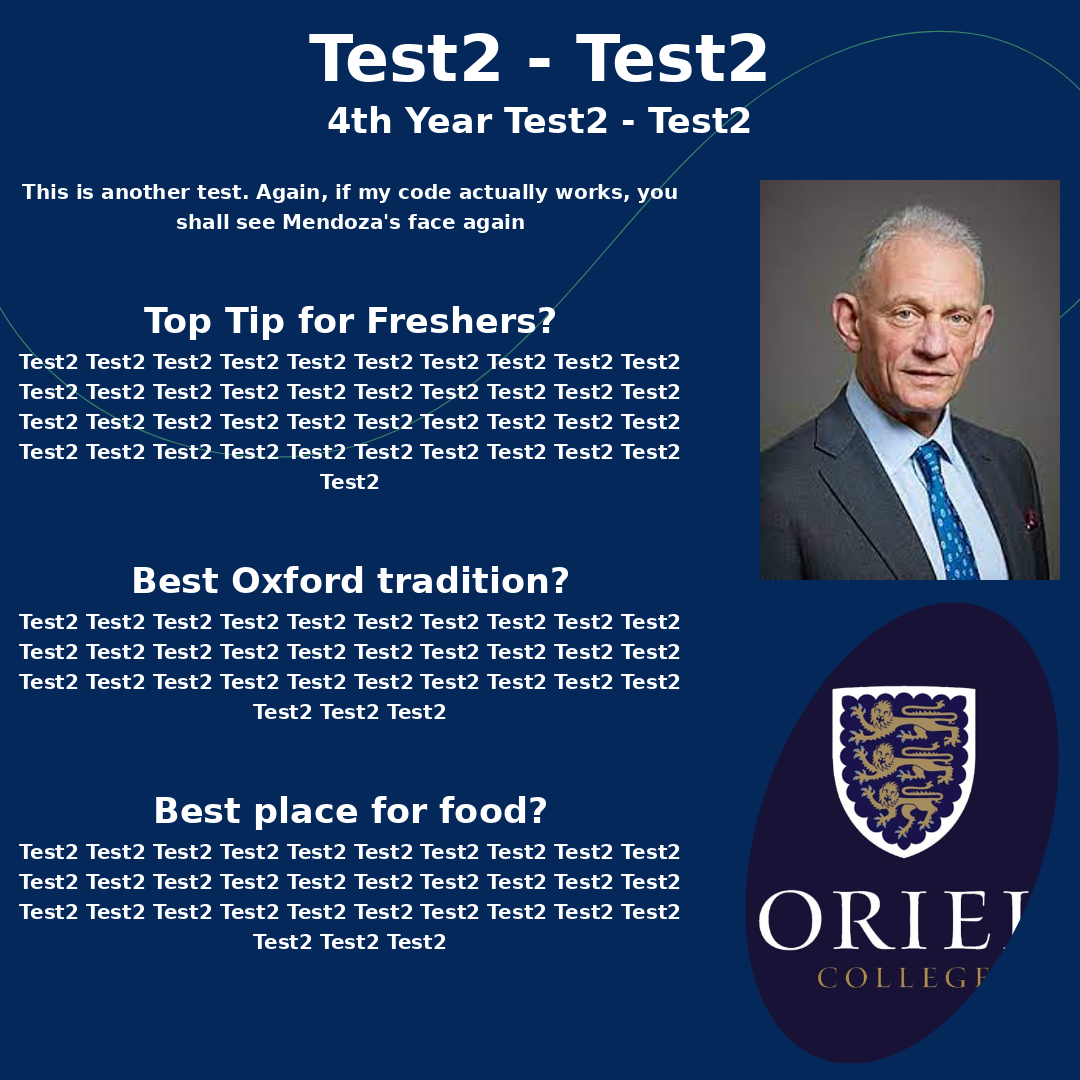 Test2 - Test2
4th Year Test2 - Test2
This is another test. Again, if my code actually works, you
shall see Mendoza's face again
Top Tip for Freshers?
Test2 Test2 Test2 Test2 Test2 Test2 Test2 Test2 Test2 Test2
Test2 Test2 Test2 Test2 Test2 Test2 Test2 Test2 Test2 Test2
Test2 Test2 Test2 Test2 Test2 Test2 Test2 Test2 Test2 Test2
Test2 Test2 Test2 Test2 Test2 Test2 Test2 Test2 Test2 Test2
Test2
Best Oxford tradition?
Test2 Test2 Test2 Test2 Test2 Test2 Test2 Test2 Test2 Test2
Test2 Test2 Test2 Test2 Test2 Test2 Test2 Test2 Test2 Test2
Test2 Test2 Test2 Test2 Test2 Test2 Test2 Test2 Test2 Test2
Test2 Test2 Test2
Best place for food?
Test2 Test2 Test2 Test2 Test2 Test2 Test2 Test2 Test2 Test2
Test2 Test2 Test2 Test2 Test2 Test2 Test2 Test2 Test2 Test2
Test2 Test2 Test2 Test2 Test2 Test2 Test2 Test2 Test2 Test2
Test2 Test2 Test2
ORIEL
COLLEGE